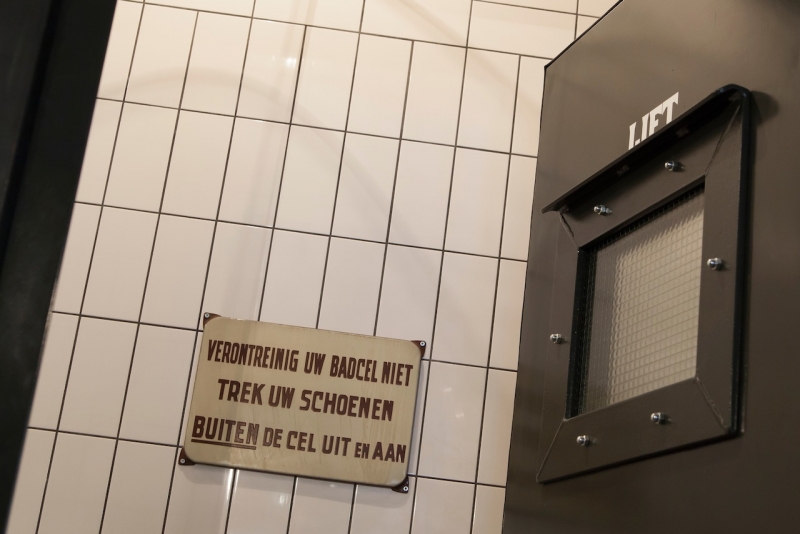 LIFT
VERONTREINIG UW BADCEL NIET
TREK UW SCHOENEN
BUITEN DE CEL UIT EN AAN